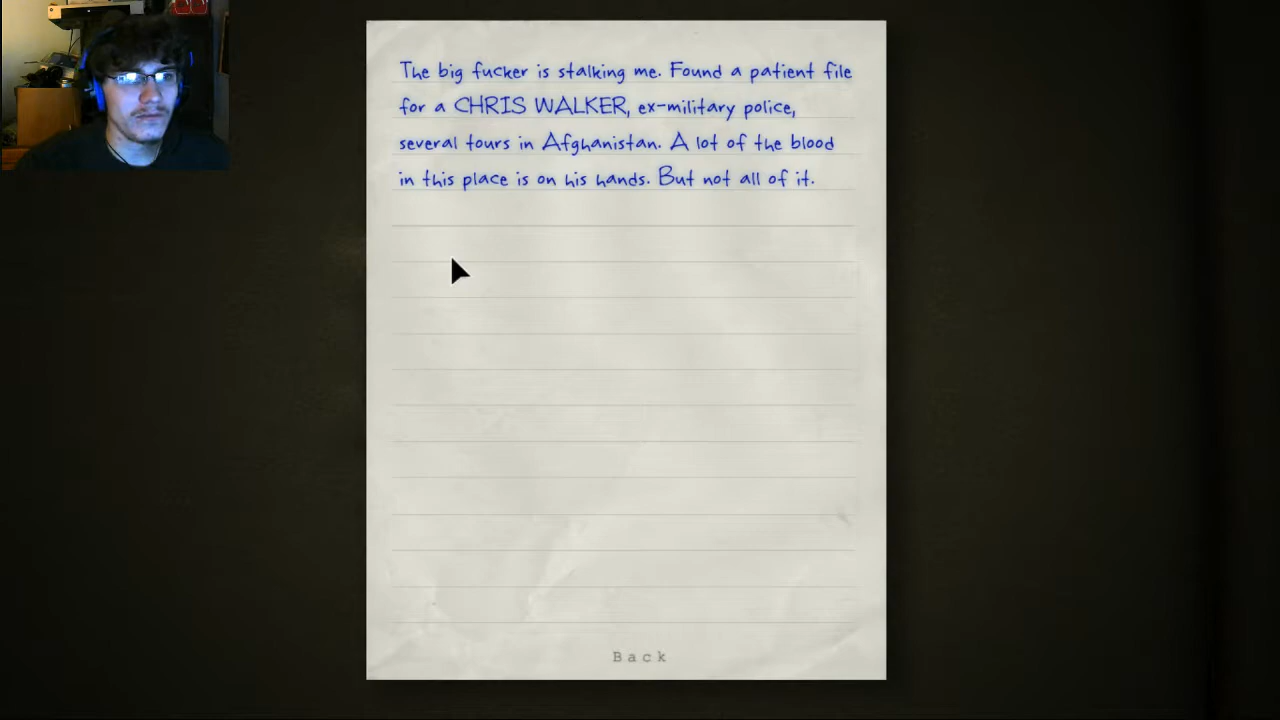 The big fucker is stalking me. Found a patient file
for a CHRIS WALKER, ex-military police,
several tours in Afghanistan. A lot of the blood
in this place is on his hands. But not all of it.
Back